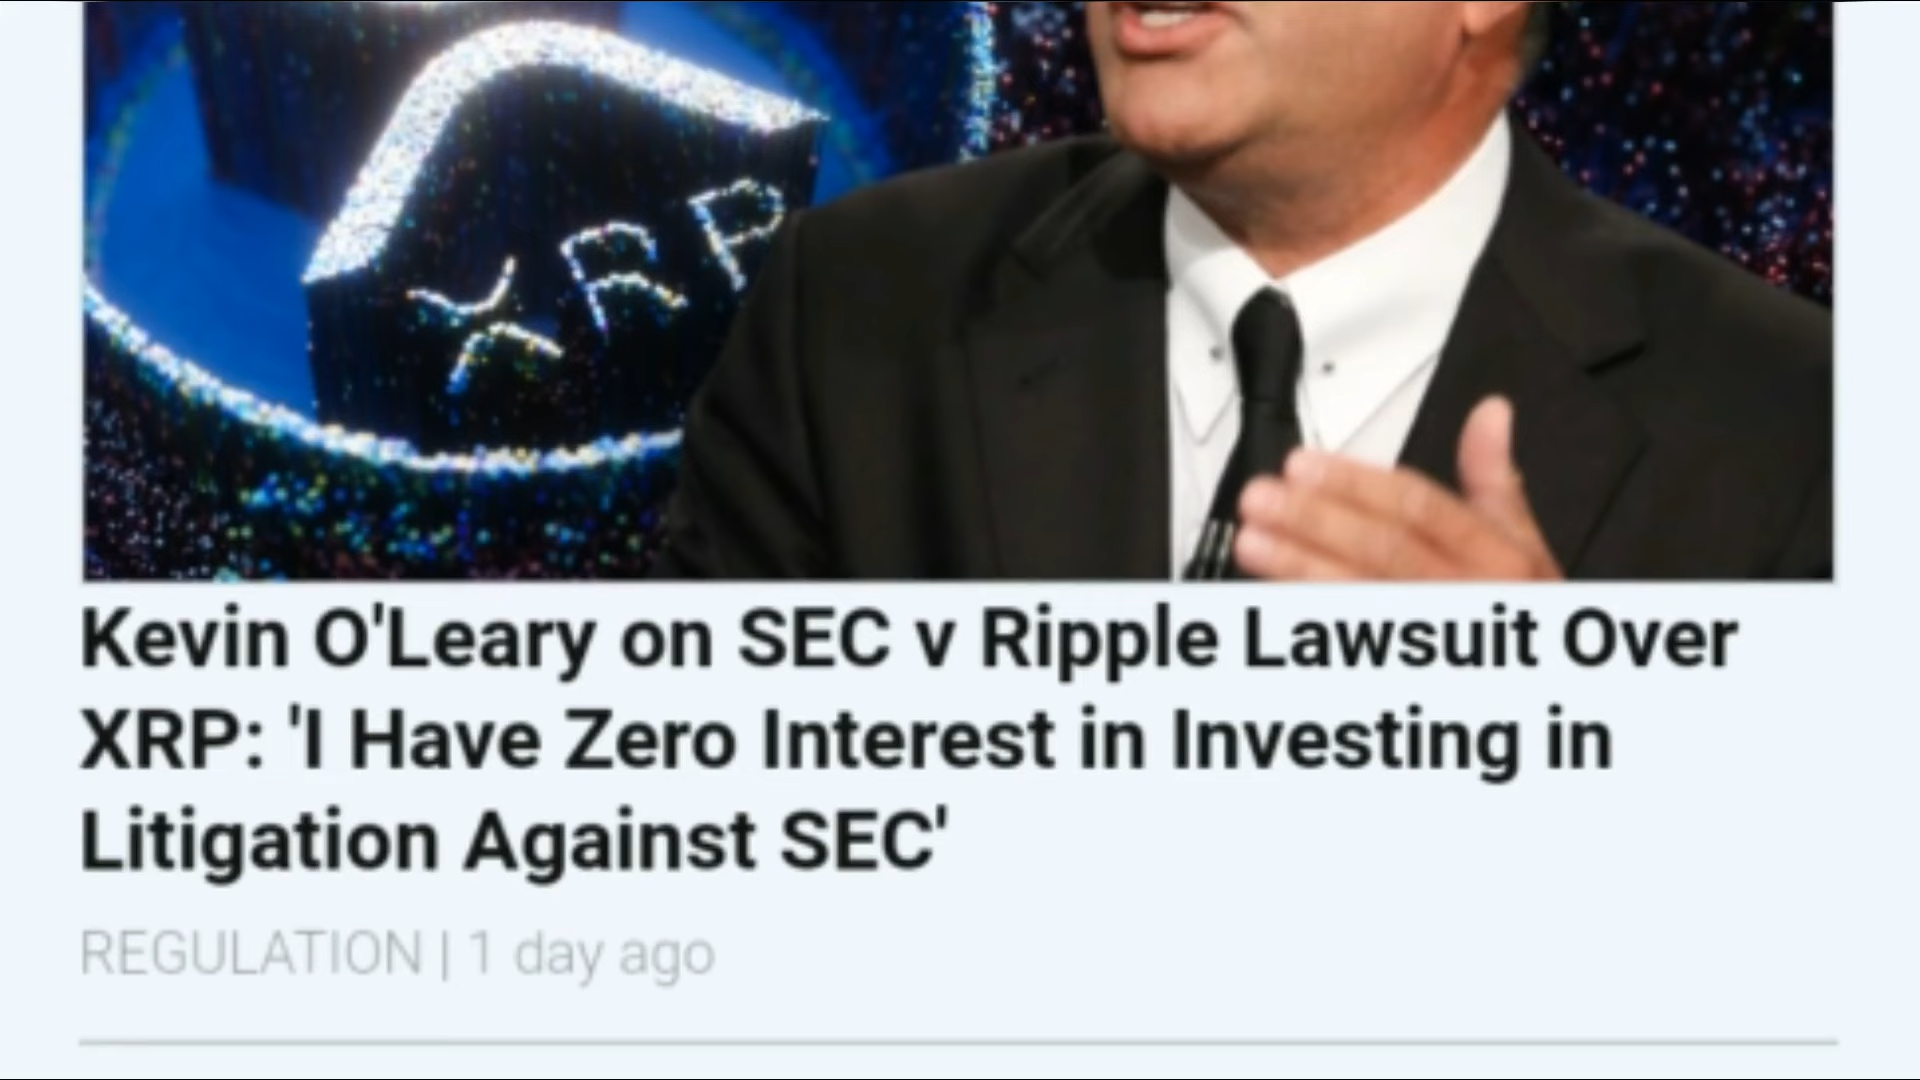 XRP
Kevin O'Leary on SEC v Ripple Lawsuit Over
XRP: 'I Have Zero Interest in Investing in
Litigation Against SEC'
REGULATION | 1 day ago